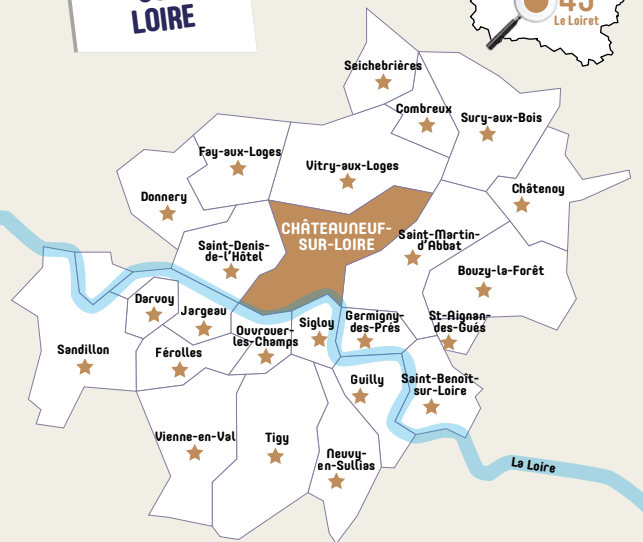 LOIRE
45
Le Loiret
Seichebrières
Combreux
Sury-aux-Bois
Fay-aux-Loges
Vitry-aux-Loges
Donnery
Châtenoy
CHÂTEAUNEUF-
SUR-LOIRE
Saint-Martin-
d'Abbat
Saint-Denis-
de-l'Hôtel
Bouzy-la-Forêt
Darvoy
Jargeau
Ouvrouer-
les-Champs
Sigloy
Germigny-
des-Prés
St-Aignan-
des-Gués
Sandillon
Férolles
Guilly
Saint-Benoît-
sur-Loire
Vienne-en-Val
Tigy
Neuvy-
en-Sullias
La Loire